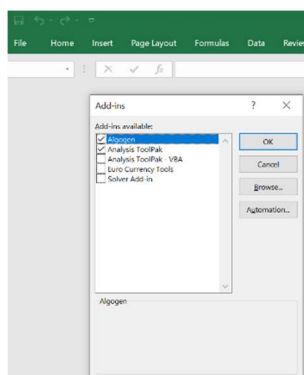 File Home Insert Page Layout Formulas Data Revie
fx
Add-ins ? ×
Add-ins available:
Algogen
Analysis ToolPak
Analysis ToolPak - VBA
Euro Currency Tools
Solver Add-in
OK
Cancel
Browse...
Automation...
Algogen